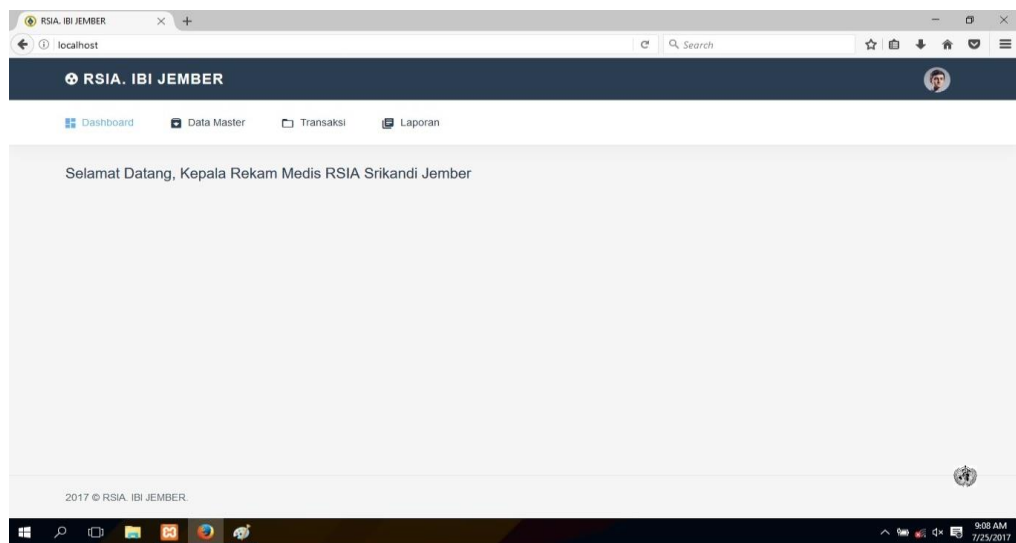 RSIA. IBI JEMBER
localhost
Search
RSIA. IBI JEMBER
Dashboard Data Master Transaksi Laporan
Selamat Datang, Kepala Rekam Medis RSIA Srikandi Jember
2017 © RSIA. IBI JEMBER.
9:08 AM
7/25/2017